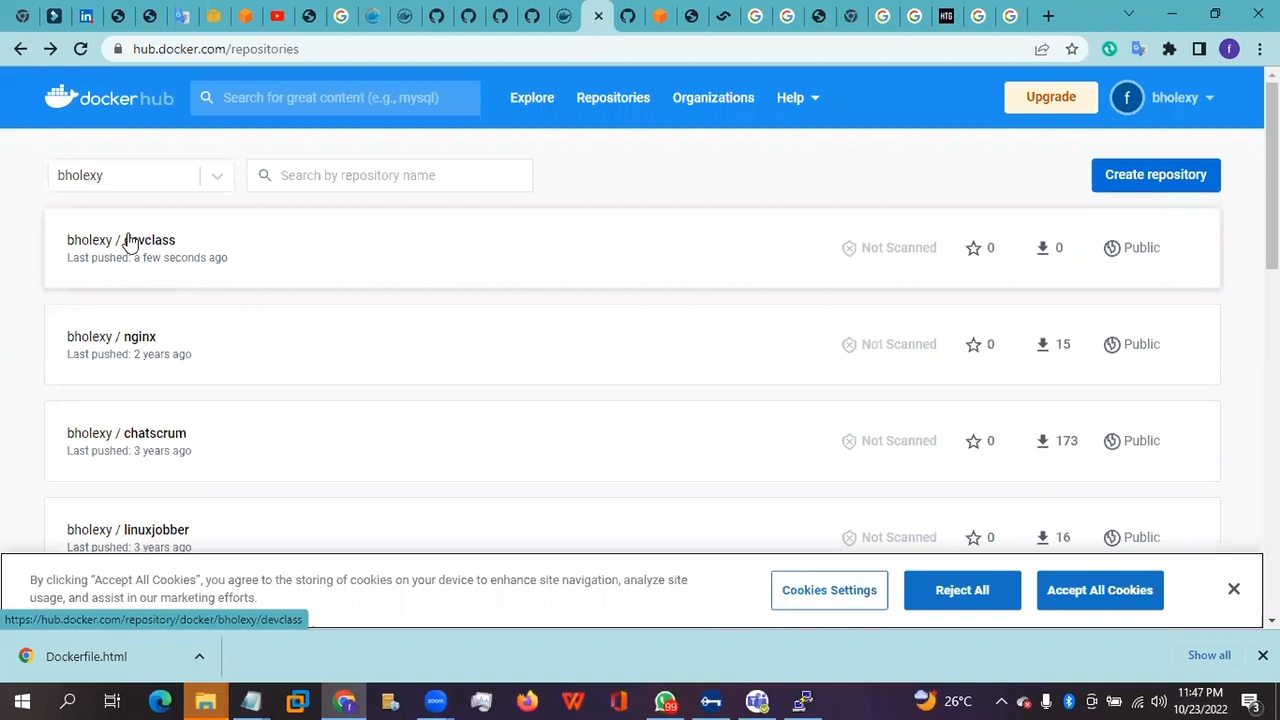 MTG
hub.docker.com/repositories
f
docker hub
Search for great content (e.g., mysql)
Explore
Repositories
Organizations
Help
Upgrade
f
bholexy
bholexy
Search by repository name
Create repository
bholexy /
Last pushed: a few seconds ago
Not Scanned
0
0
Public
bholexy / nginx
Last pushed: 2 years ago
Not Scanned
0
15
Public
bholexy / chatscrum
Last pushed: 3 years ago
Not Scanned
0
173
Public
bholexy / linuxjobber
Last pushed: 3 years ago
Not Scanned
0
16
Public
By clicking “Accept All Cookies”, you agree to the storing of cookies on your device to enhance site navigation, analyze site
usage, and assist in our marketing efforts.
Cookies Settings
Reject All
Accept All Cookies
https://hub.docker.com/repository/docker/bholexy/devclass
Dockerfile.html
Show all
zoom
99
26°C
11:47 PM
10/23/2022
3